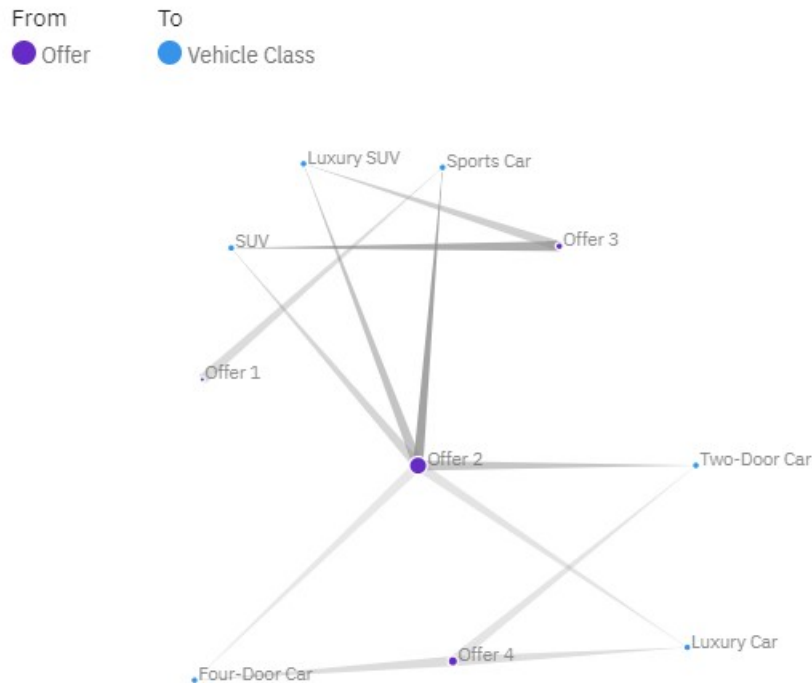 From To
Offer Vehicle Class
Luxury SUV Sports Car
SUV Offer 3
Offer 1
Offer 2 Two-Door Car
Luxury Car
Offer 4
Four-Door Car